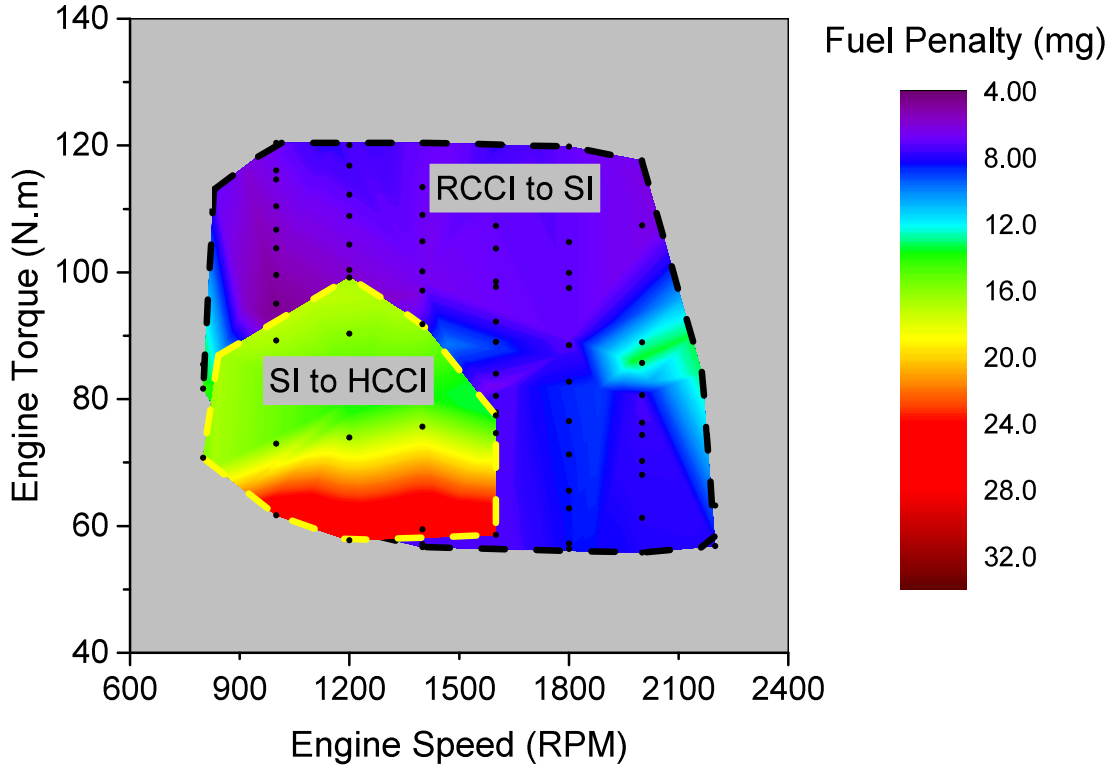 Fuel Penalty (mg)
4.00
8.00
12.00
16.00
20.0
24.0
28.0
32.0
Engine Torque (N.m)
140
120
100
80
60
40
RCCI to SI
SI to HCCI
600 900 1200 1500 1800 2100 2400
Engine Speed (RPM)